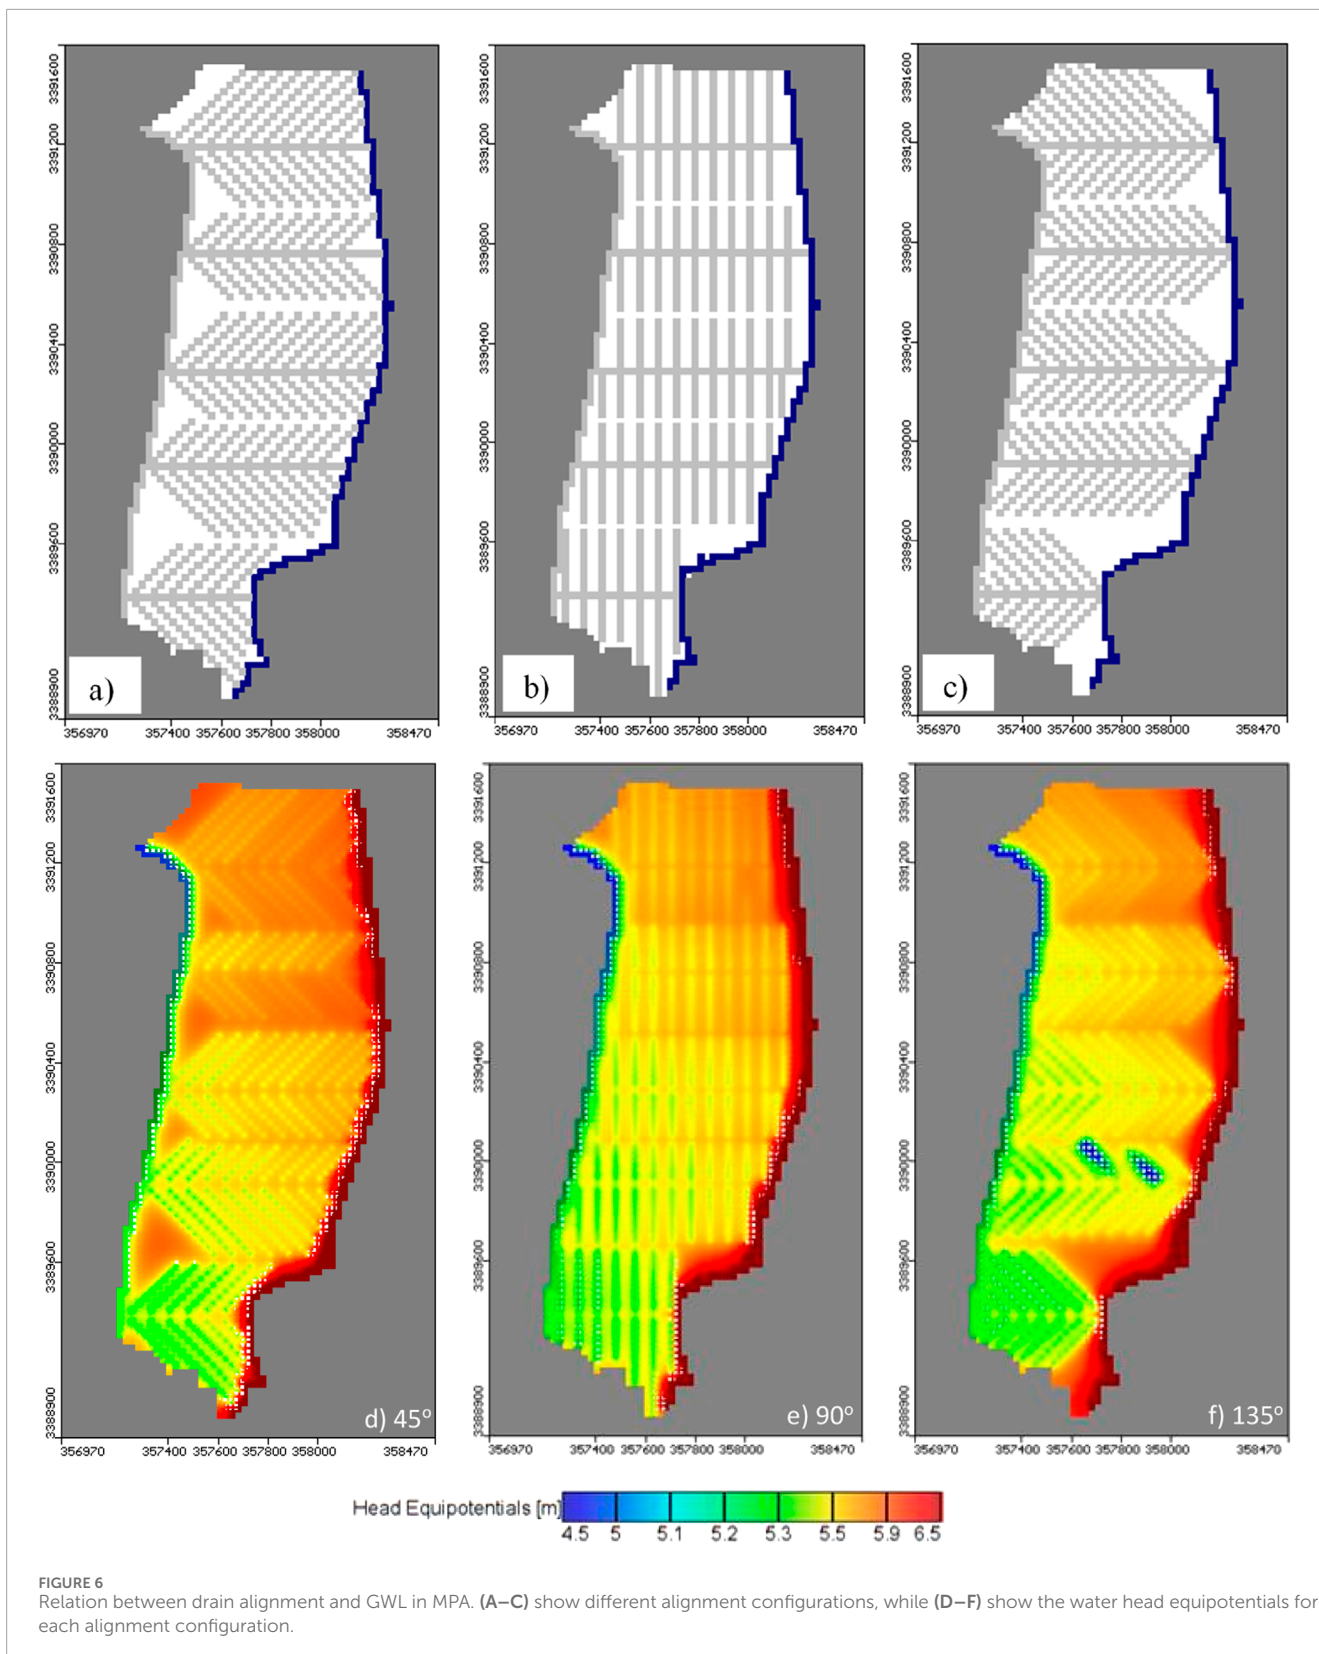 3391600
3391200
3390800
3390400
3390000
3389600
3388900
a)
356970 357400 357600 357800 358000 358470
3391600
3391200
3390800
3390400
3390000
3389600
3388900
b)
356970 357400 357600 357800 358000 358470
3391600
3391200
3390800
3390400
3390000
3389600
3388900
c)
356970 357400 357600 357800 358000 358470
3391600
3391200
3390800
3390400
3390000
3389600
3388900
d) 45°
356970 357400 357600 357800 358000 358470
3391600
3391200
3390800
3390400
3390000
3389600
3388900
e) 90°
356970 357400 357600 357800 358000 358470
3391600
3391200
3390800
3390400
3390000
3389600
3388900
f) 135°
356970 357400 357600 357800 358000 358470
Head Equipotentials [m]
4.5 5 5.1 5.2 5.3 5.5 5.9 6.5
FIGURE 6
Relation between drain alignment and GWL in MPA. (A–C) show different alignment configurations, while (D–F) show the water head equipotentials for
each alignment configuration.